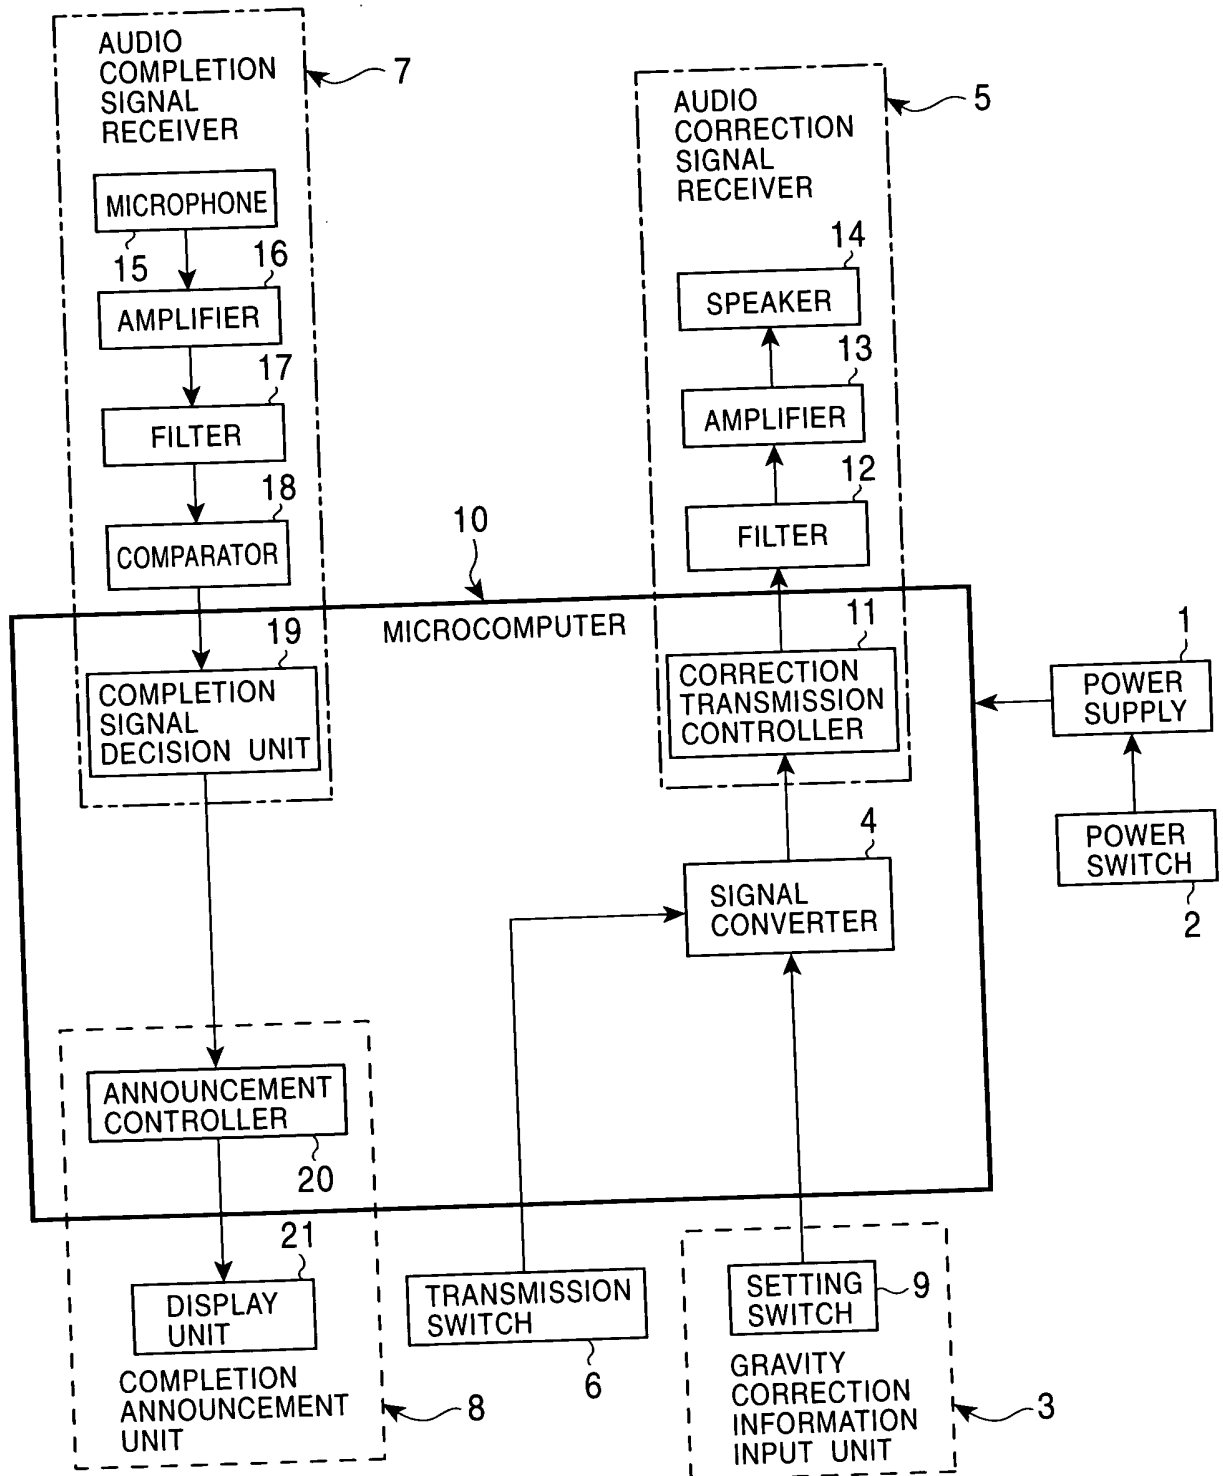 AUDIO
COMPLETION
SIGNAL
RECEIVER
7
MICROPHONE
15
16
AMPLIFIER
17
FILTER
18
COMPARATOR
19
COMPLETION
SIGNAL
DECISION UNIT
AUDIO
CORRECTION
SIGNAL
RECEIVER
5
14
SPEAKER
13
AMPLIFIER
12
FILTER
10
MICROCOMPUTER
11
CORRECTION
TRANSMISSION
CONTROLLER
1
POWER
SUPPLY
POWER
SWITCH
2
4
SIGNAL
CONVERTER
ANNOUNCEMENT
CONTROLLER
20
21
DISPLAY
UNIT
COMPLETION
ANNOUNCEMENT
UNIT
8
TRANSMISSION
SWITCH
6
SETTING
SWITCH
9
GRAVITY
CORRECTION
INFORMATION
INPUT UNIT
3